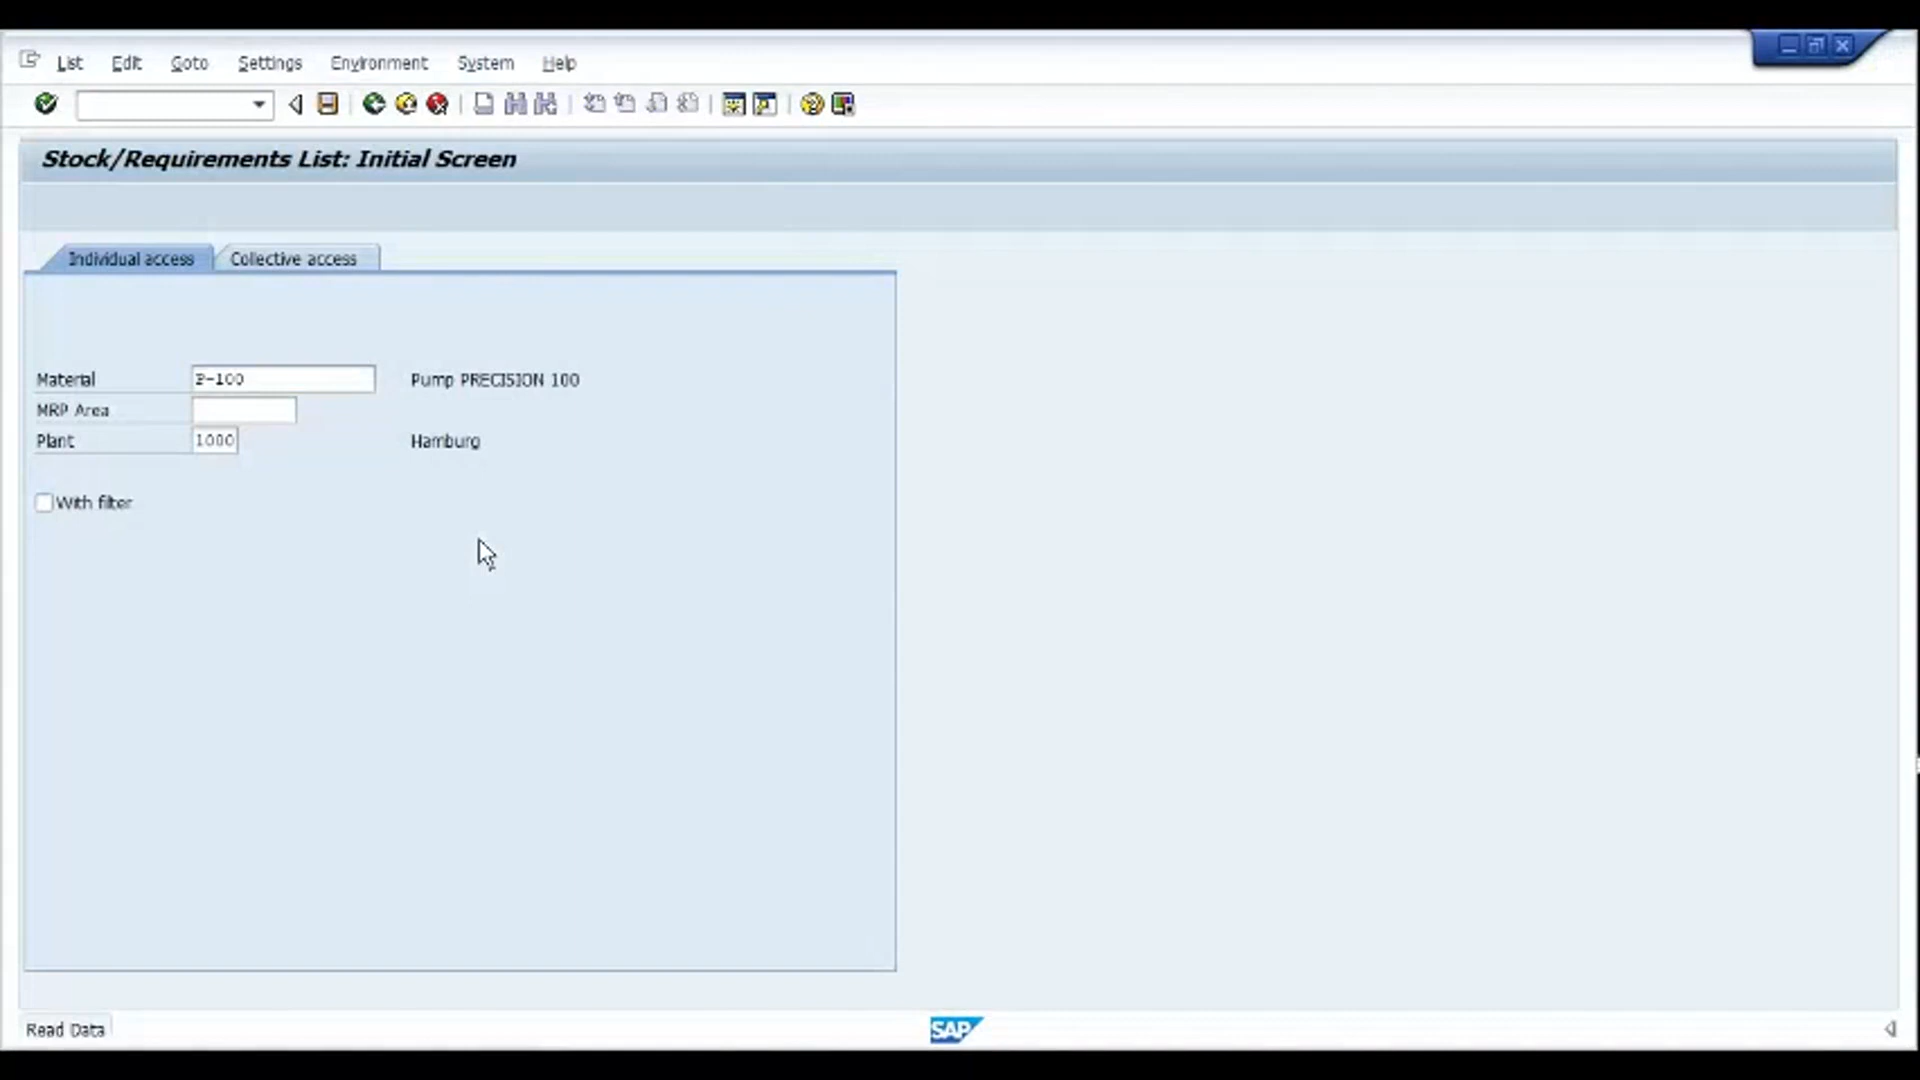 List Edit Goto Settings Environment System Help
Stock/Requirements List: Initial Screen
Individual access Collective access
Material P-100 Pump PRECISION 100
MRP Area
Plant 1000 Hamburg
With filter
Read Data SAP